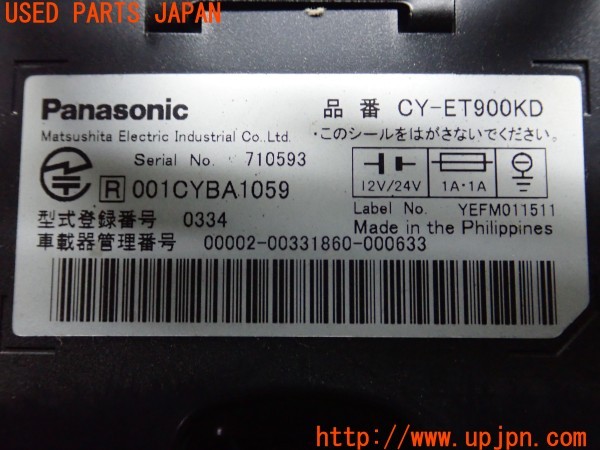 USED PARTS JAPAN
Panasonic
品 番 CY-ET900KD
Matsushita Electric Industrial Co.,Ltd.
・このシールをはがさないでください。
Serial No. 710593
R 001CYBA1059
12V/24V
1A・1A
Label No. YEFM011511
型式登録番号 0334
Made in the Philippines
車載器管理番号 00002-00331860-000633
UPJ
http://www.upjpn.com